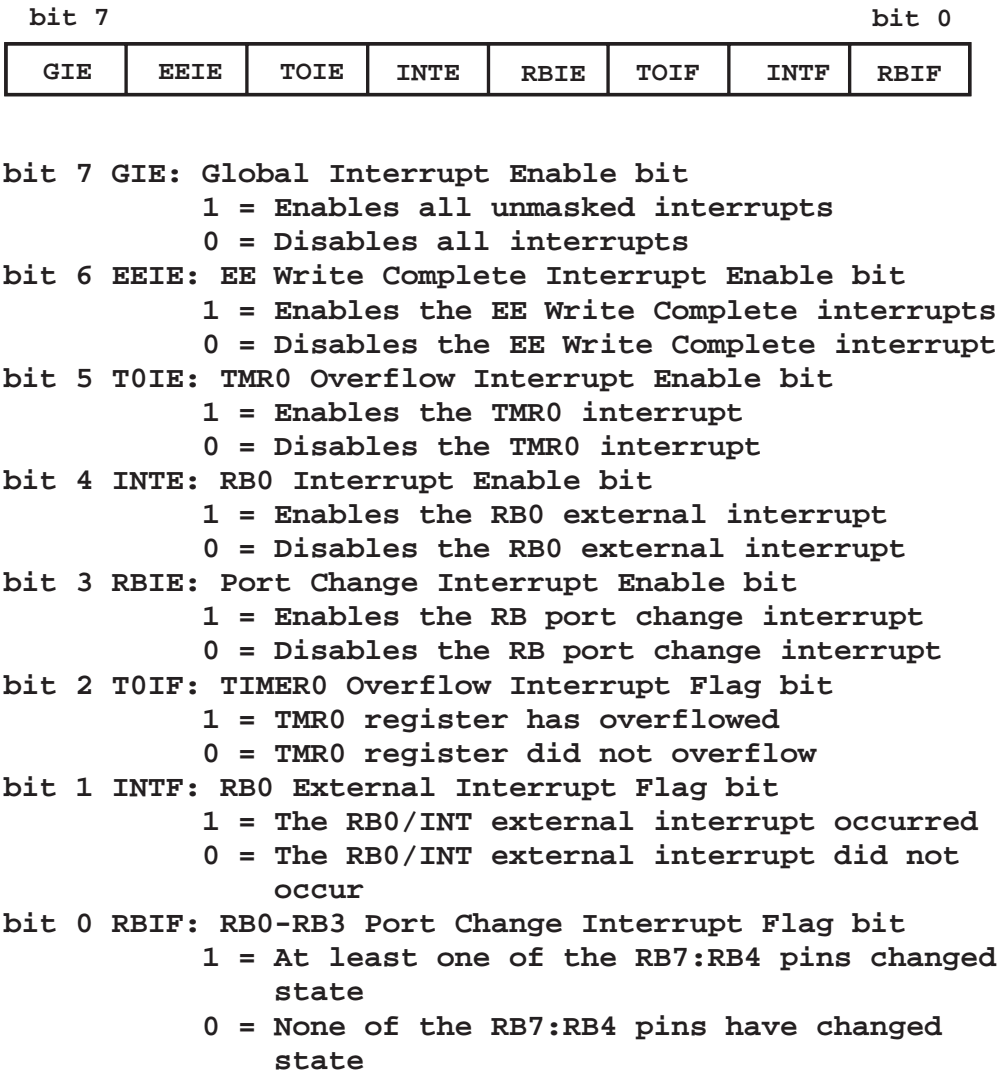 bit 7 bit 0
GIE EEIE TOIE INTE RBIE TOIF INTF RBIF
bit 7 GIE: Global Interrupt Enable bit
1 = Enables all unmasked interrupts
0 = Disables all interrupts
bit 6 EEIE: EE Write Complete Interrupt Enable bit
1 = Enables the EE Write Complete interrupts
0 = Disables the EE Write Complete interrupt
bit 5 T0IE: TMR0 Overflow Interrupt Enable bit
1 = Enables the TMR0 interrupt
0 = Disables the TMR0 interrupt
bit 4 INTE: RB0 Interrupt Enable bit
1 = Enables the RB0 external interrupt
0 = Disables the RB0 external interrupt
bit 3 RBIE: Port Change Interrupt Enable bit
1 = Enables the RB port change interrupt
0 = Disables the RB port change interrupt
bit 2 T0IF: TIMER0 Overflow Interrupt Flag bit
1 = TMR0 register has overflowed
0 = TMR0 register did not overflow
bit 1 INTF: RB0 External Interrupt Flag bit
1 = The RB0/INT external interrupt occurred
0 = The RB0/INT external interrupt did not
occur
bit 0 RBIF: RB0-RB3 Port Change Interrupt Flag bit
1 = At least one of the RB7:RB4 pins changed
state
0 = None of the RB7:RB4 pins have changed
state